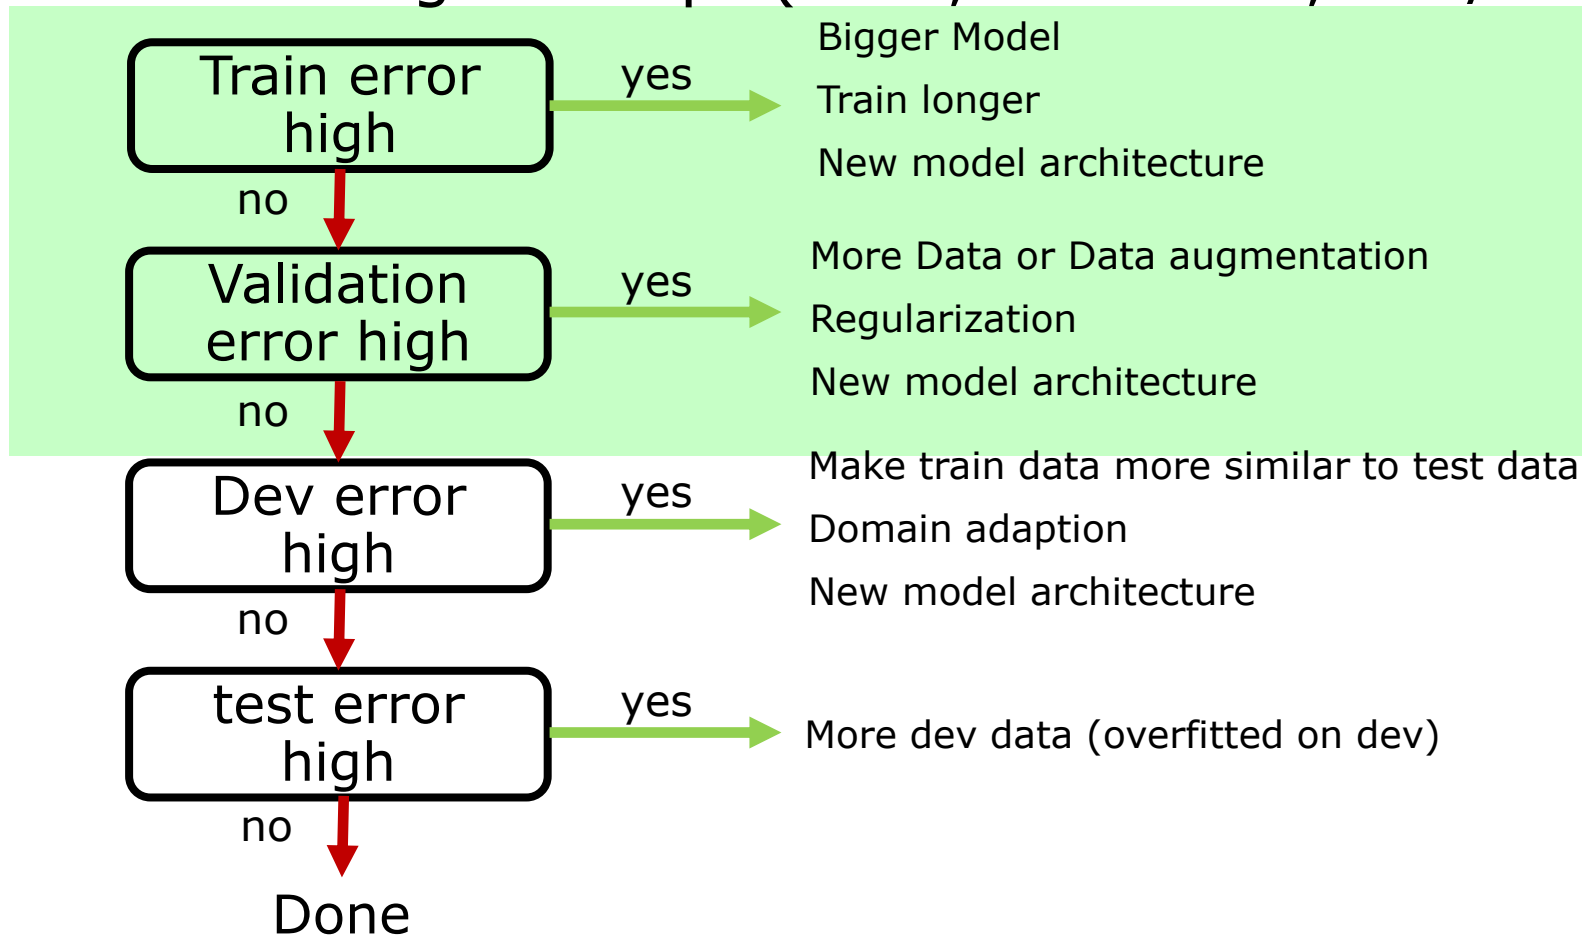 Train error
high
yes
Bigger Model
Train longer
New model architecture
no
Validation
error high
yes
More Data or Data augmentation
Regularization
New model architecture
no
Dev error
high
yes
Make train data more similar to test data
Domain adaption
New model architecture
no
test error
high
yes
More dev data (overfitted on dev)
no
Done